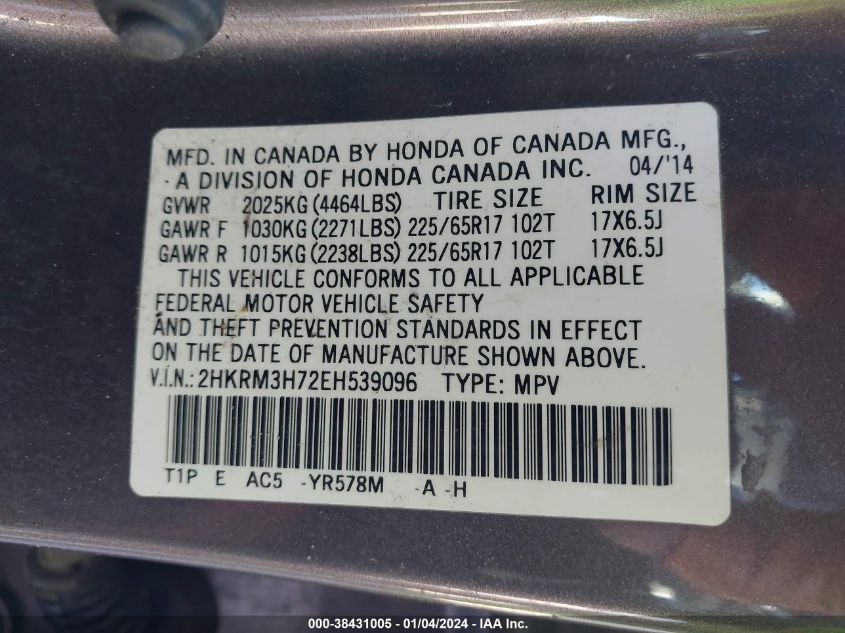 MFD. IN CANADA BY HONDA OF CANADA MFG.,
A DIVISION OF HONDA CANADA INC. 04/'14
GVWR 2025KG (4464LBS) TIRE SIZE RIM SIZE
GAWR F 1030KG (2271LBS) 225/65R17 102T 17X6.5J
GAWR R 1015KG (2238LBS) 225/65R17 102T 17X6.5J
THIS VEHICLE CONFORMS TO ALL APPLICABLE
FEDERAL MOTOR VEHICLE SAFETY
AND THEFT PREVENTION STANDARDS IN EFFECT
ON THE DATE OF MANUFACTURE SHOWN ABOVE.
V.I.N.: 2HKRM3H72EH539096 TYPE: MPV
T1P E AC5 -YR578M -A -H
000-38431005 - 01/04/2024 - IAA Inc.